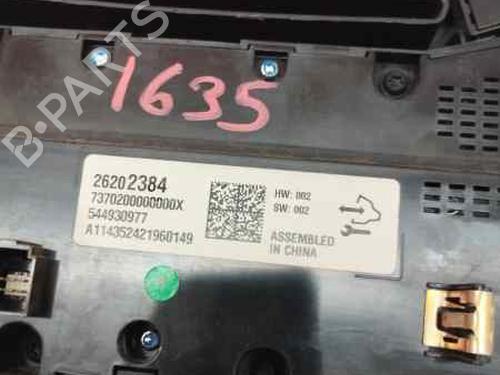 B-PARTS
1635
26202384
7370200000000X
544930977
A114352421960149
HW: 002
SW: 002
ASSEMBLED
IN CHINA